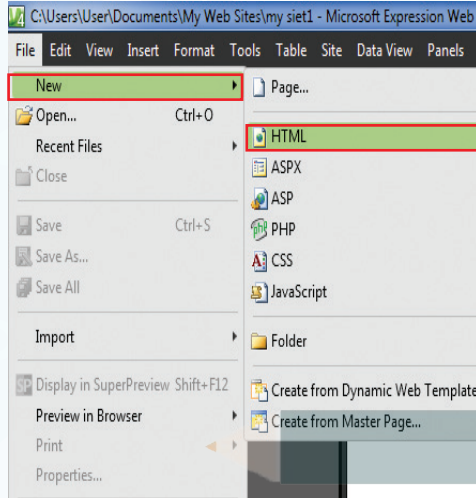 C:\Users\User\Documents\My Web Sites\my siet1 - Microsoft Expression Web
File Edit View Insert Format Tools Table Site Data View Panels
New
Open... Ctrl+O
Recent Files
Close
Save Ctrl+S
Save As...
Save All
Import
Display in SuperPreview Shift+F12
Preview in Browser
Print
Properties...
Page...
HTML
ASPX
ASP
PHP
CSS
JavaScript
Folder
Create from Dynamic Web Template
Create from Master Page...